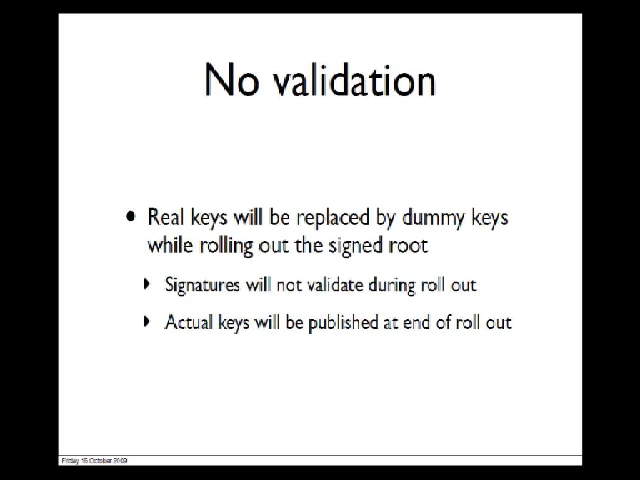 No validation
Real keys will be replaced by dummy keys
while rolling out the signed root
Signatures will not validate during roll out
Actual keys will be published at end of roll out
Friday 16 October 2009